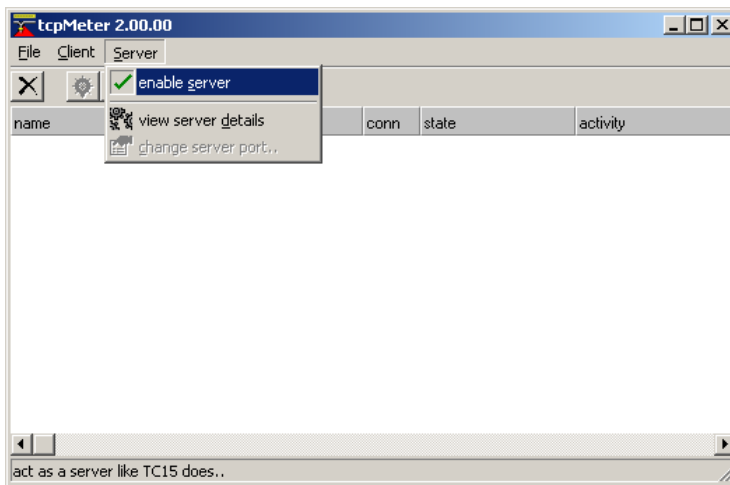 tcpMeter 2.00.00
File Client Server
enable server
view server details
change server port..
name conn state activity
act as a server like TC15 does..